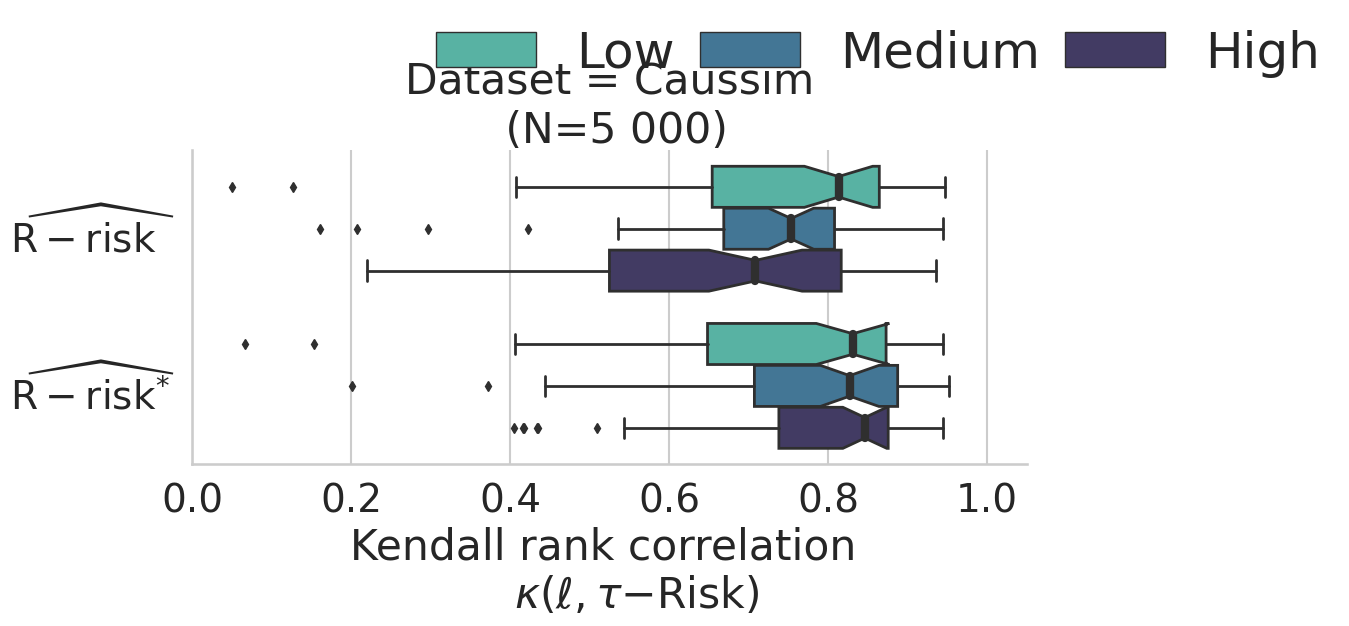 Low Medium High
Dataset = Caussim
(N=5 000)
R−risk
R−risk*
0.0 0.2 0.4 0.6 0.8 1.0
Kendall rank correlation
κ(ℓ, τ−Risk)